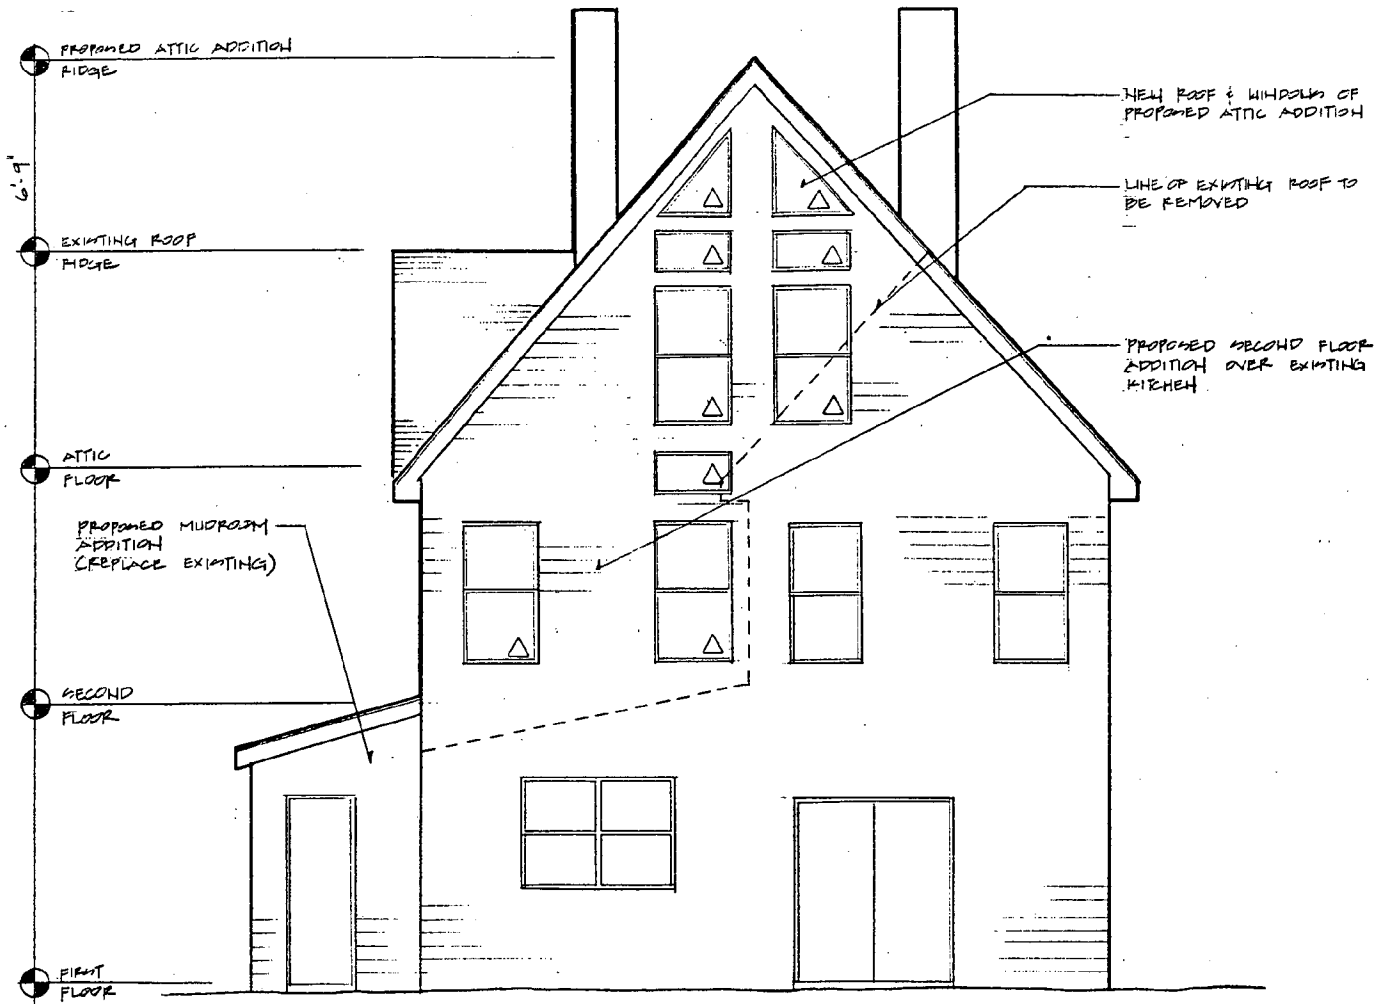 PROPOSED ATTIC ADDITION
RIDGE
6'-9"
EXISTING ROOF
RIDGE
ATTIC
FLOOR
PROPOSED MUDROOM
ADDITION
(REPLACE EXISTING)
SECOND
FLOOR
FIRST
FLOOR
NEW ROOF & WINDOWS OF
PROPOSED ATTIC ADDITION
LINE OF EXISTING ROOF TO
BE REMOVED
PROPOSED SECOND FLOOR
ADDITION OVER EXISTING
KITCHEN